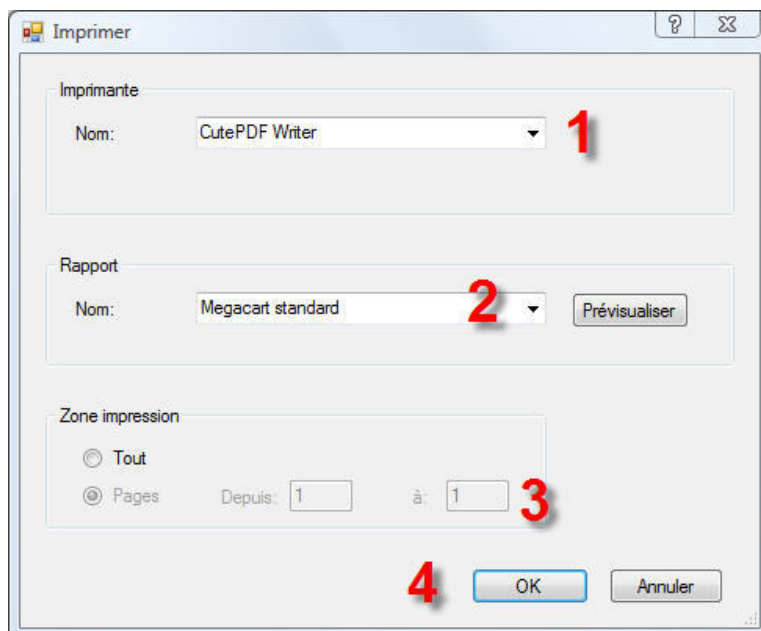 Imprimer
Imprimante
Nom: CutePDF Writer 1
Rapport
Nom: Megacart standard 2 Prévisualiser
Zone impression
Tout
Pages Depuis: 1 à: 1 3
4 OK Annuler